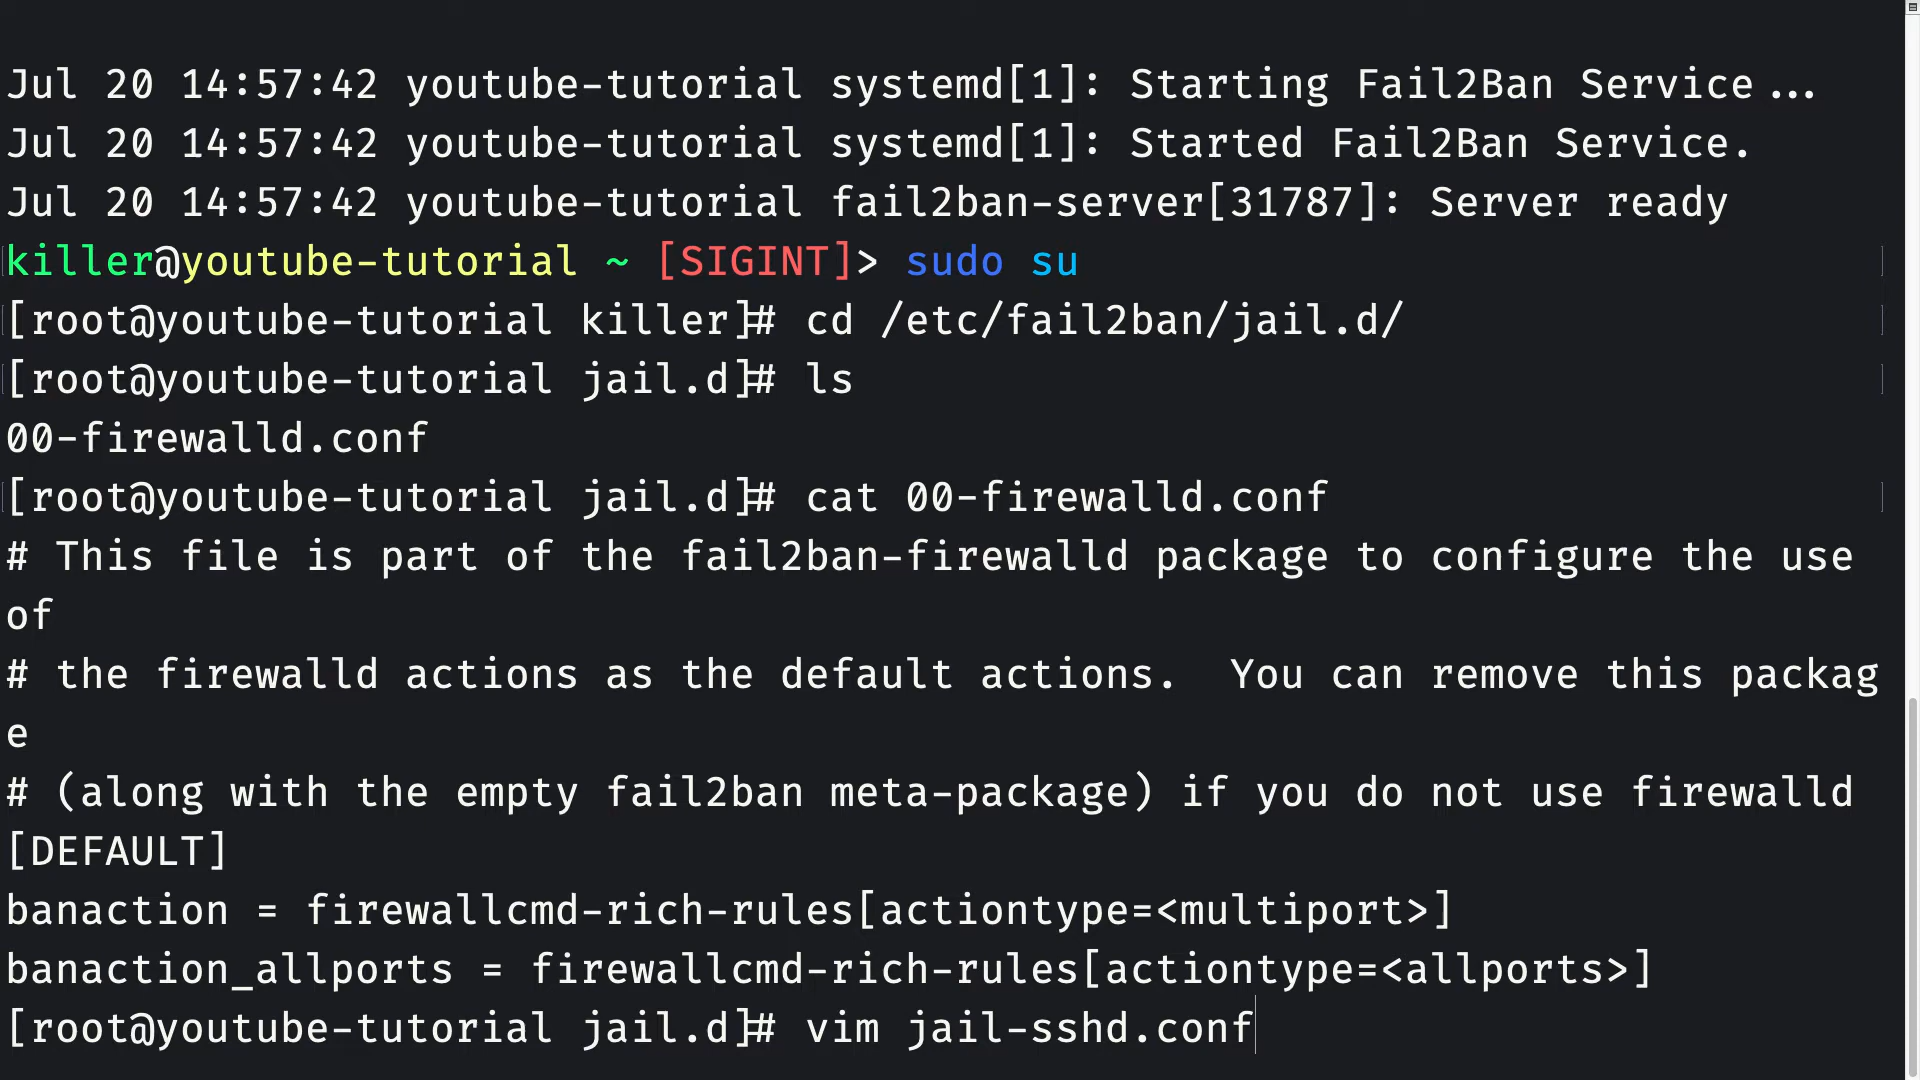 Jul 20 14:57:42 youtube-tutorial systemd[1]: Starting Fail2Ban Service...
Jul 20 14:57:42 youtube-tutorial systemd[1]: Started Fail2Ban Service.
Jul 20 14:57:42 youtube-tutorial fail2ban-server[31787]: Server ready
killer@youtube-tutorial ~ [SIGINT]> sudo su
[root@youtube-tutorial killer]# cd /etc/fail2ban/jail.d/
[root@youtube-tutorial jail.d]# ls
00-firewalld.conf
[root@youtube-tutorial jail.d]# cat 00-firewalld.conf
# This file is part of the fail2ban-firewalld package to configure the use
of
# the firewalld actions as the default actions.  You can remove this packag
e
# (along with the empty fail2ban meta-package) if you do not use firewalld
[DEFAULT]
banaction = firewallcmd-rich-rules[actiontype=<multiport>]
banaction_allports = firewallcmd-rich-rules[actiontype=<allports>]
[root@youtube-tutorial jail.d]# vim jail-sshd.conf